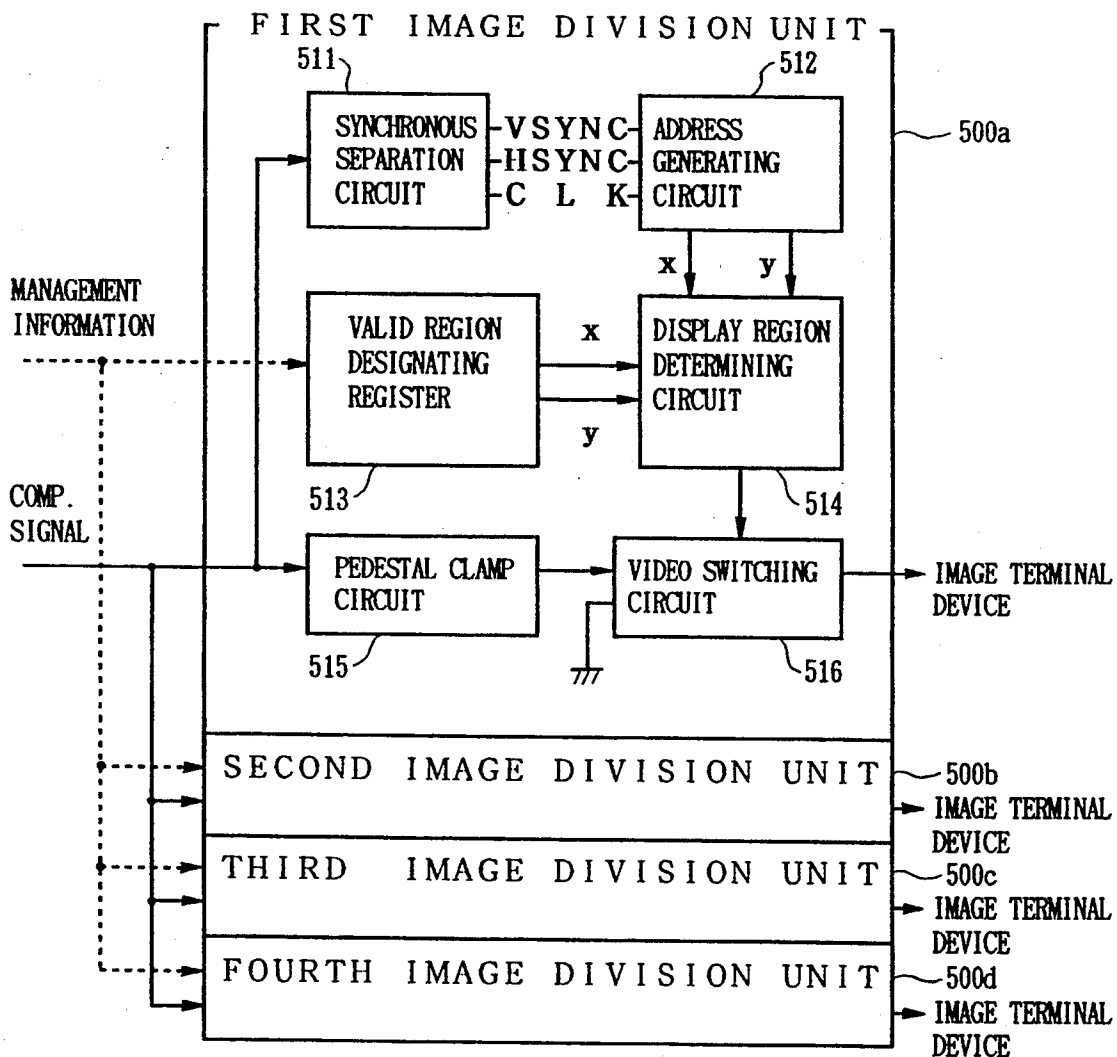 FIRST IMAGE DIVISION UNIT
511
512
SYNCHRONOUS
SEPARATION
CIRCUIT
VSYNC
HSYNC
CLK
ADDRESS
GENERATING
CIRCUIT
500a
x
y
MANAGEMENT
INFORMATION
VALID REGION
DESIGNATING
REGISTER
x
y
DISPLAY REGION
DETERMINING
CIRCUIT
513
514
COMP.
SIGNAL
PEDESTAL CLAMP
CIRCUIT
VIDEO SWITCHING
CIRCUIT
IMAGE TERMINAL
DEVICE
515
516
SECOND IMAGE DIVISION UNIT
500b
IMAGE TERMINAL
DEVICE
THIRD IMAGE DIVISION UNIT
500c
IMAGE TERMINAL
DEVICE
FOURTH IMAGE DIVISION UNIT
500d
IMAGE TERMINAL
DEVICE